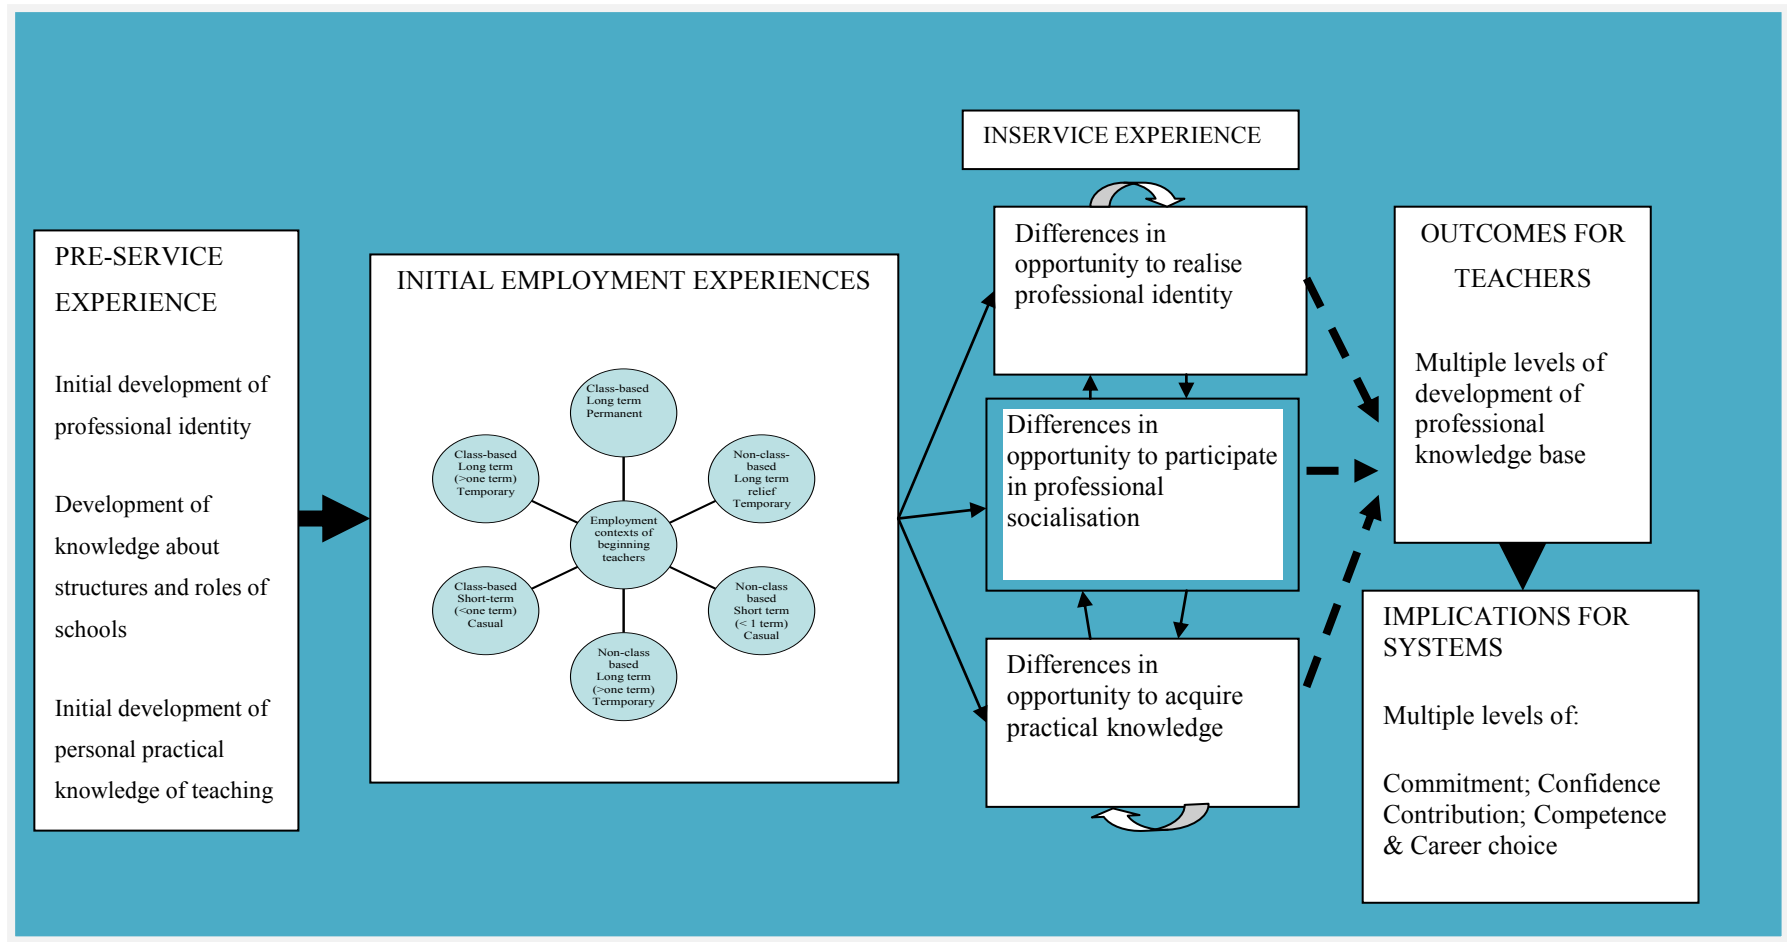 PRE-SERVICE
EXPERIENCE
Initial development of
professional identity
Development of
knowledge about
structures and roles of
schools
Initial development of
personal practical
knowledge of teaching
INITIAL EMPLOYMENT EXPERIENCES
Class-based
Long term
Permanent
Class-based
Long term
(>one term)
Temporary
Non-class-
based
Long term
relief
Temporary
Employment
contexts of
beginning
teachers
Class-based
Short-term
(<one term)
Casual
Non-class
based
Short term
(< 1 term)
Casual
Non-class
based
Long term
(>one term)
Termporary
INSERVICE EXPERIENCE
Differences in
opportunity to realise
professional identity
Differences in
opportunity to participate
in professional
socialisation
Differences in
opportunity to acquire
practical knowledge
OUTCOMES FOR
TEACHERS
Multiple levels of
development of
professional
knowledge base
IMPLICATIONS FOR
SYSTEMS
Multiple levels of:
Commitment; Confidence
Contribution; Competence
& Career choice